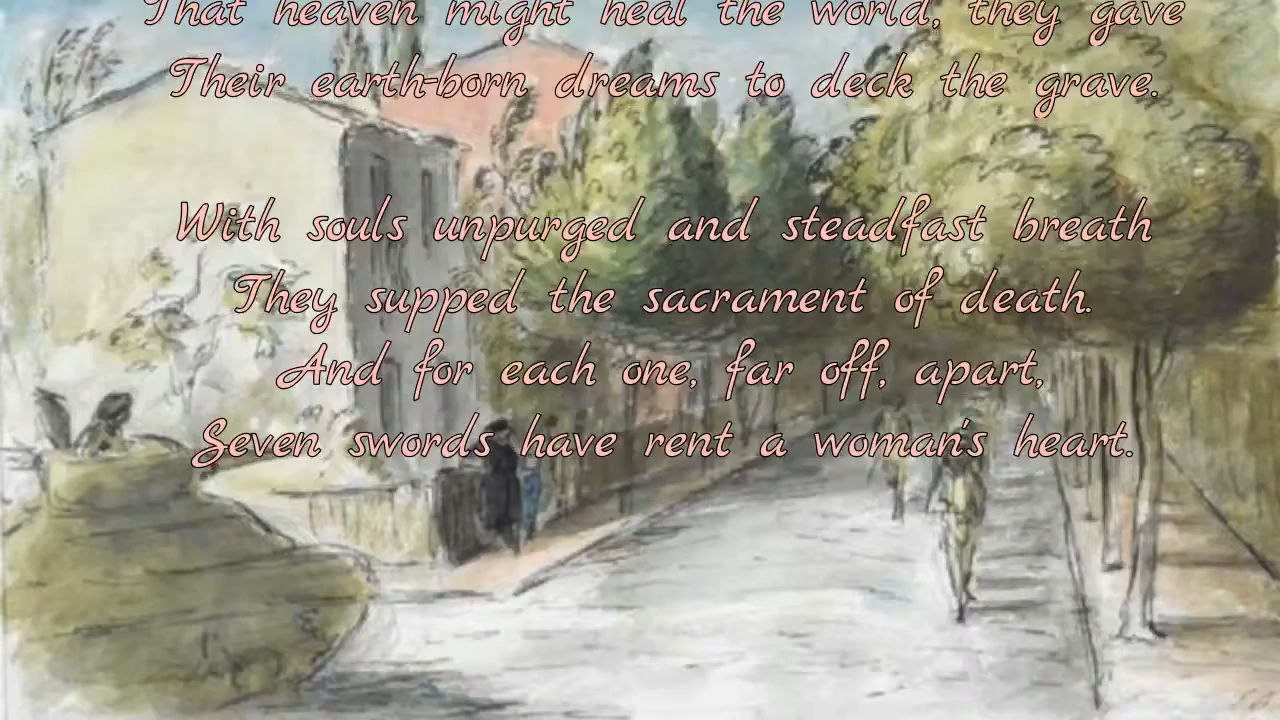 That heaven might heal the world, they gave
Their earth-born dreams to deck the grave.
With souls unpurged and steadfast breath
They supped the sacrament of death.
And for each one, far off, apart,
Seven swords have rent a woman's heart.